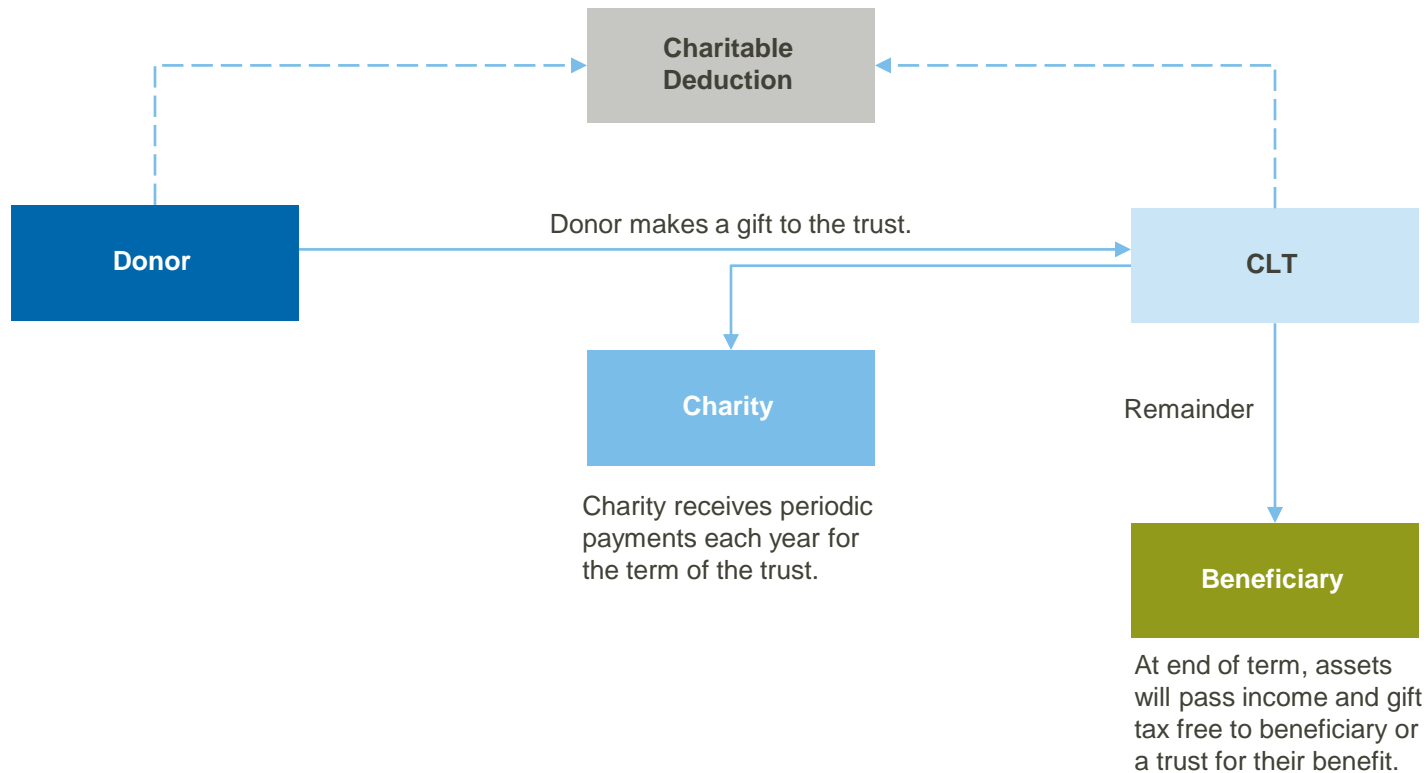 Charitable
Deduction
Donor makes a gift to the trust.
Donor
CLT
Charity
Remainder
Charity receives periodic
payments each year for
the term of the trust.
Beneficiary
At end of term, assets
will pass income and gift
tax free to beneficiary or
a trust for their benefit.